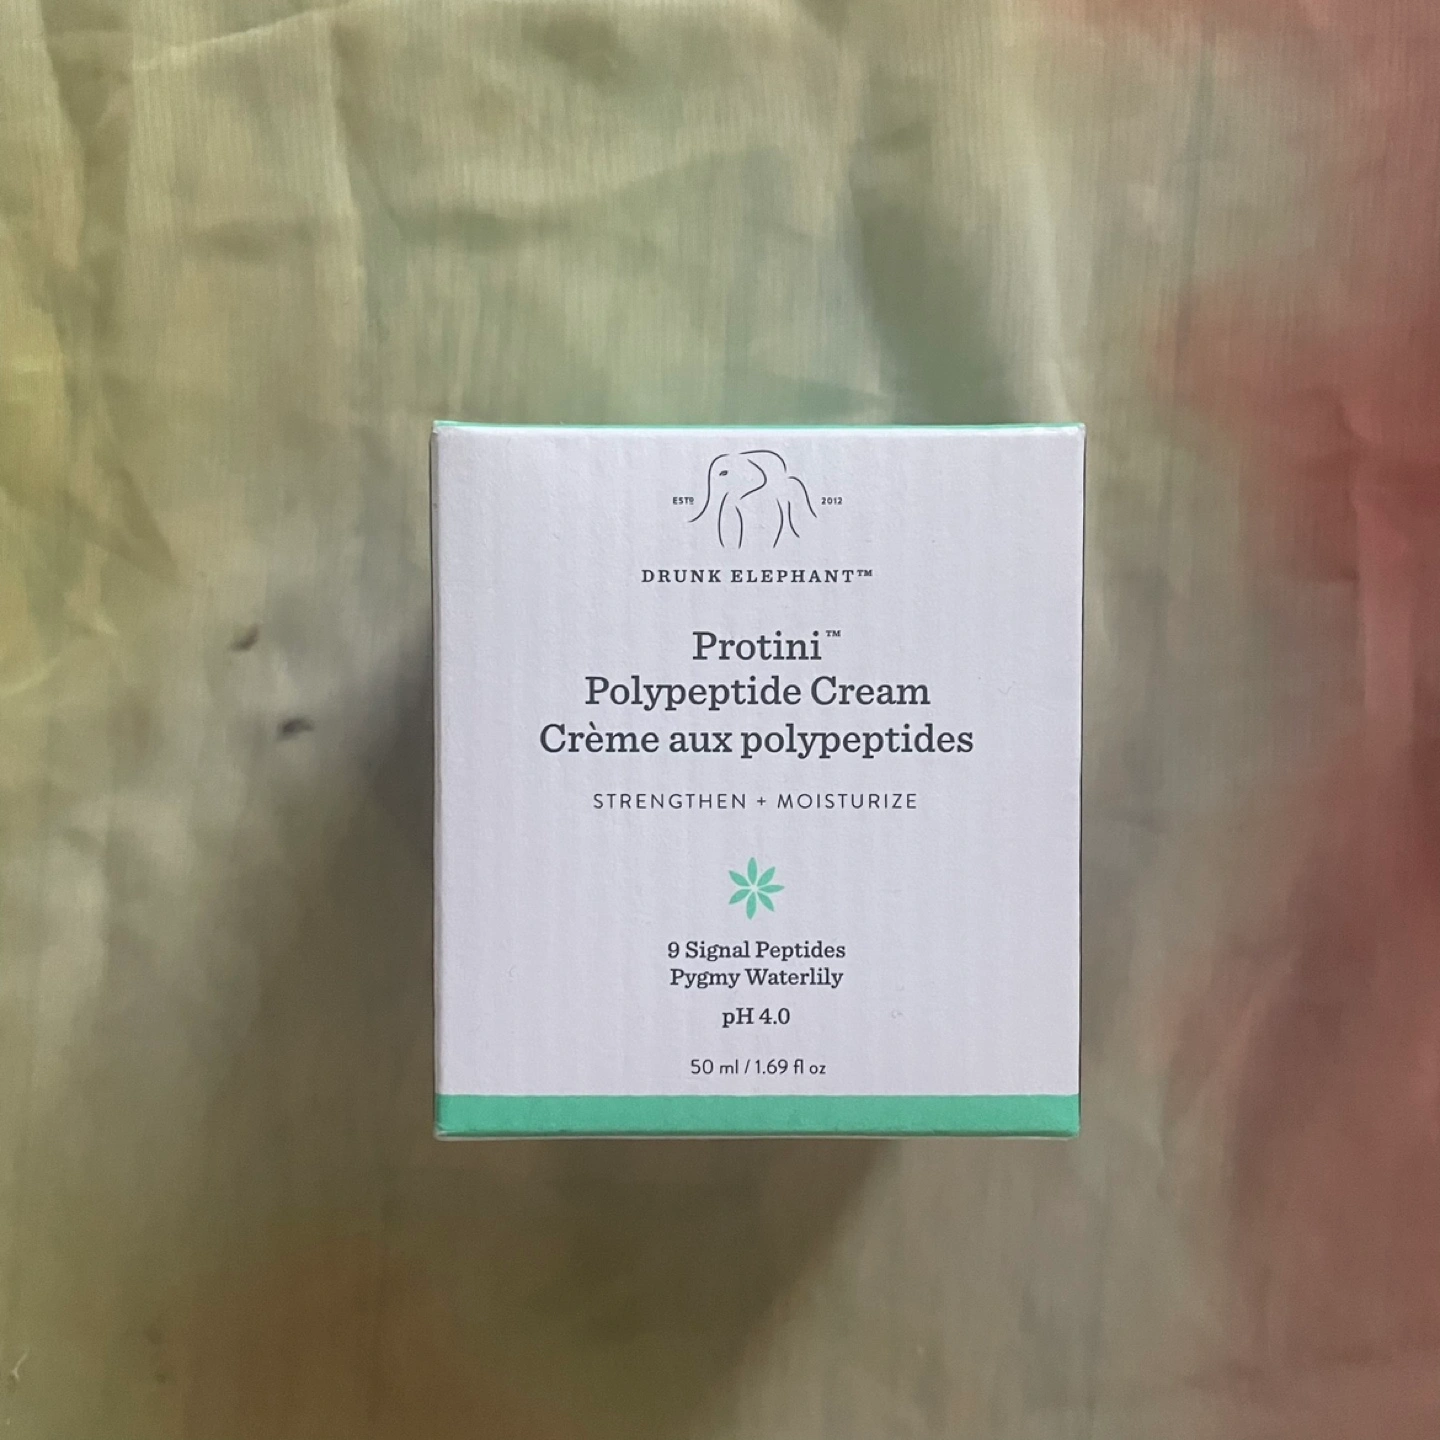 ESTD 2012
DRUNK ELEPHANT™
Protini™
Polypeptide Cream
Crème aux polypeptides
STRENGTHEN + MOISTURIZE
9 Signal Peptides
Pygmy Waterlily
pH 4.0
50 ml / 1.69 fl oz